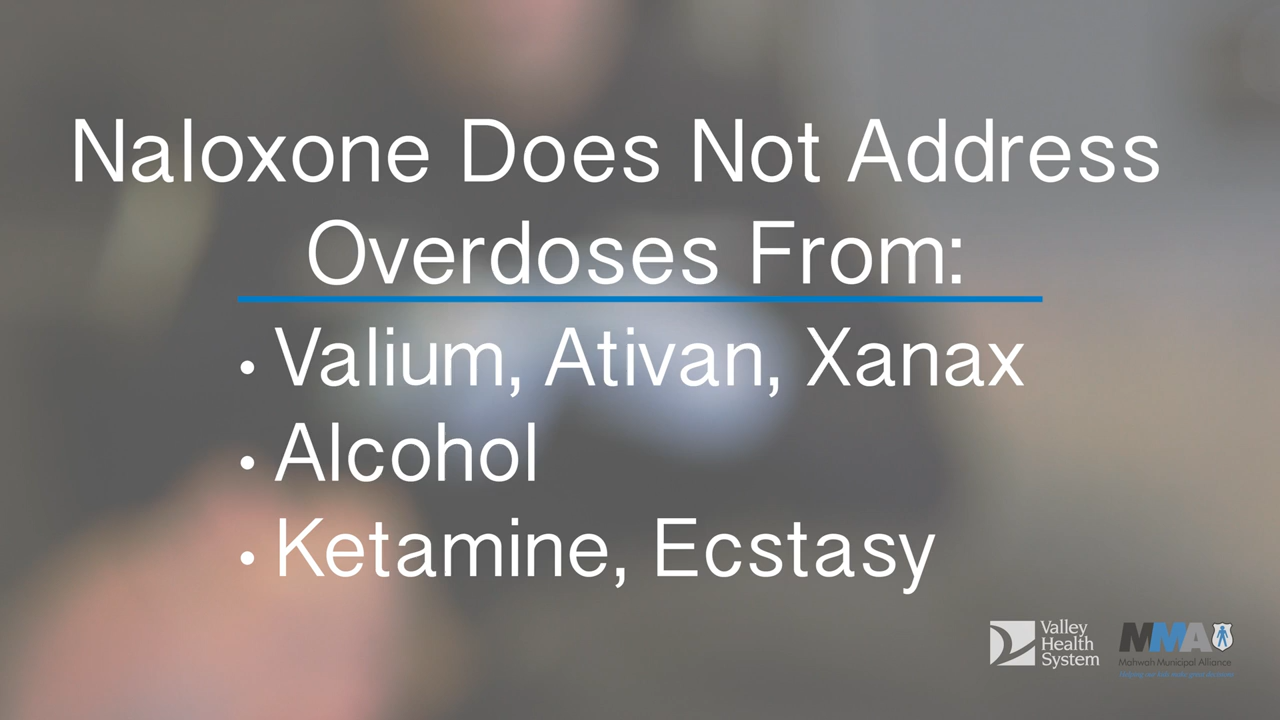 Naloxone Does Not Address
Overdoses From:
• Valium, Ativan, Xanax
• Alcohol
• Ketamine, Ecstasy
Valley
Health
System
MMA
Mahwah Municipal Alliance